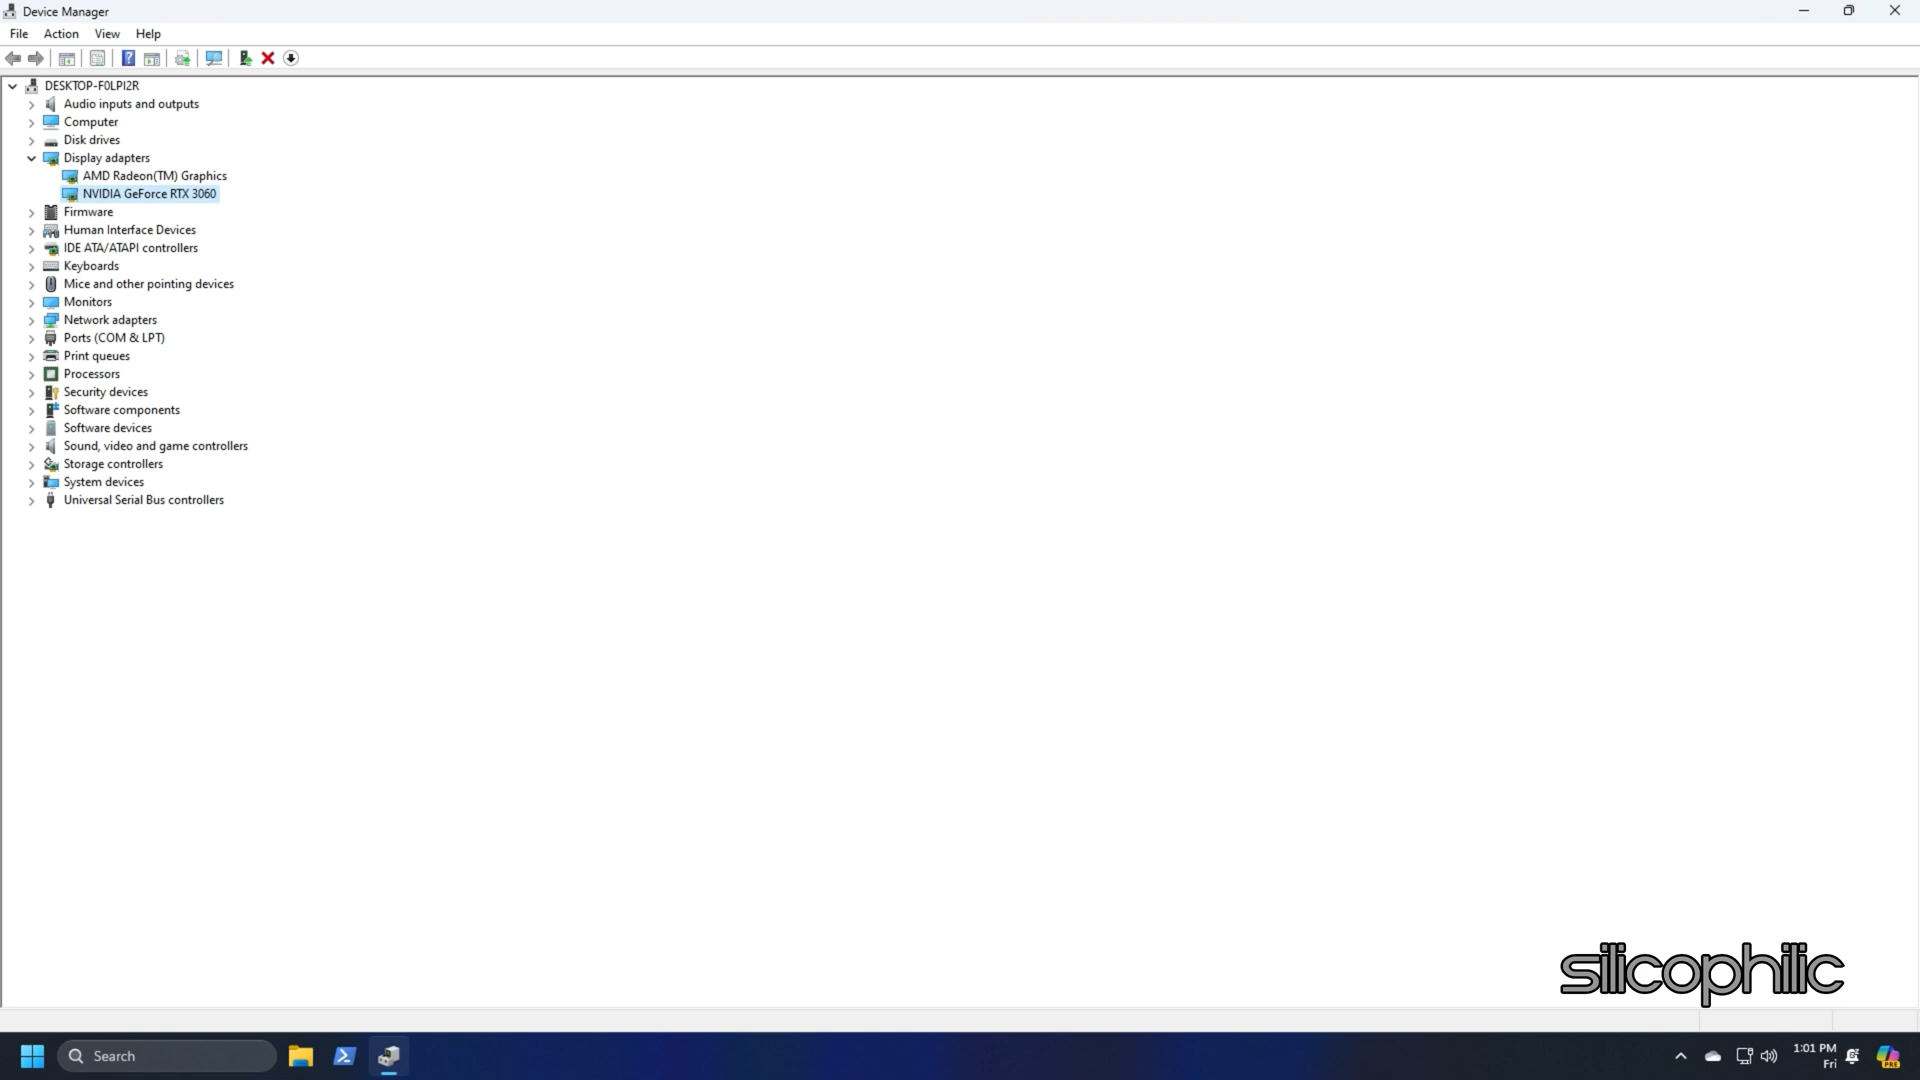 Device Manager
File Action View Help
DESKTOP-F0LPI2R
Audio inputs and outputs
Computer
Disk drives
Display adapters
AMD Radeon(TM) Graphics
NVIDIA GeForce RTX 3060
Firmware
Human Interface Devices
IDE ATA/ATAPI controllers
Keyboards
Mice and other pointing devices
Monitors
Network adapters
Ports (COM & LPT)
Print queues
Processors
Security devices
Software components
Software devices
Sound, video and game controllers
Storage controllers
System devices
Universal Serial Bus controllers
silicophilic
Search
1:01 PM
Fri
PRE